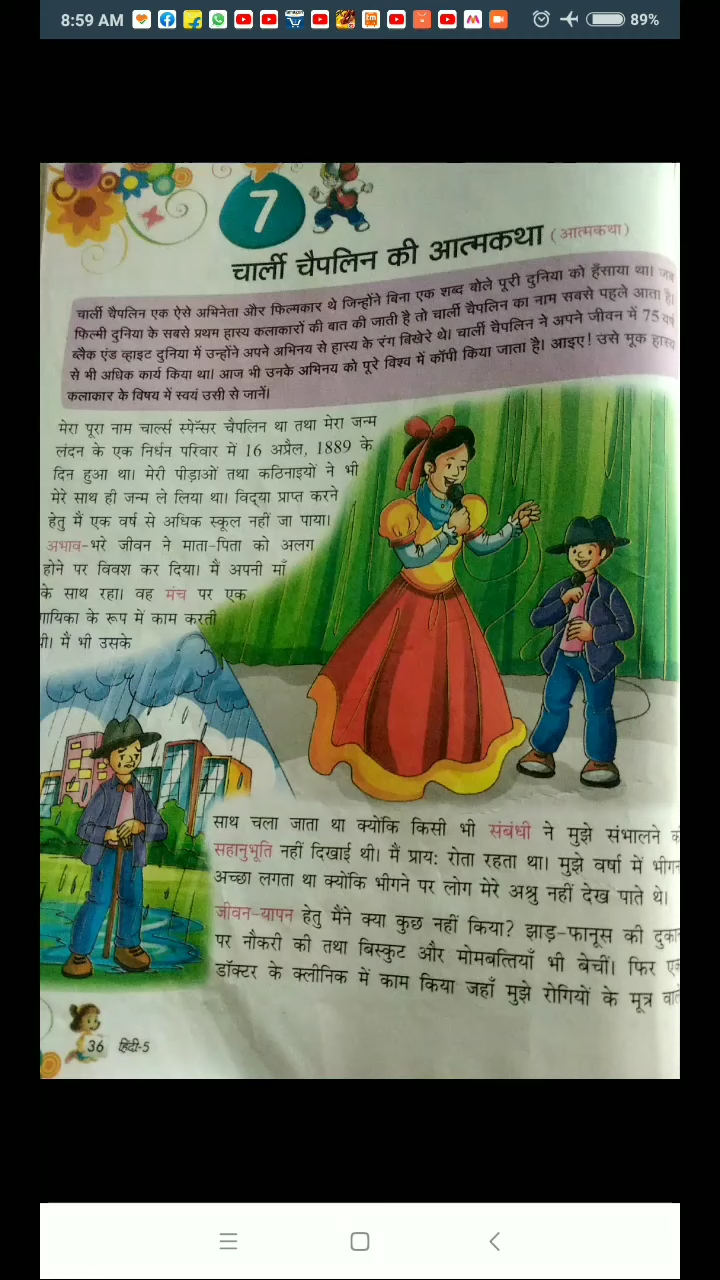 8:59 AM
89%
7
चार्ली चैपलिन की आत्मकथा (आत्मकथा)
चार्ली चैपलिन एक ऐसे अभिनेता और फिल्मकार थे जिन्होंने बिना एक शब्द बोले पूरी दुनिया को हँसाया था। जब
फिल्मी दुनिया के सबसे प्रथम हास्य कलाकारों की बात की जाती है तो चार्ली चैपलिन का नाम सबसे पहले आता है।
ब्लैक एंड व्हाइट दुनिया में उन्होंने अपने अभिनय से हास्य के रंग बिखेरे थे। चार्ली चैपलिन ने अपने जीवन में 75
से भी अधिक कार्य किया था। आज भी उनके अभिनय को पूरे विश्व में कॉपी किया जाता है। आइए! उसे मूक हास्य
कलाकार के विषय में स्वयं उसी से जानें।
मेरा पूरा नाम चार्ल्स स्पेन्सर चैपलिन था तथा मेरा जन्म
लंदन के एक निर्धन परिवार में 16 अप्रैल, 1889 के
दिन हुआ था। मेरी पीड़ाओं तथा कठिनाइयों ने भी
मेरे साथ ही जन्म ले लिया था। विद्या प्राप्त करने
हेतु मैं एक वर्ष से अधिक स्कूल नहीं जा पाया।
अभाव-भरे जीवन ने माता-पिता को अलग
होने पर विवश कर दिया। मैं अपनी माँ
के साथ रहा। वह मंच पर एक
गायिका के रूप में काम करती
थी। मैं भी उसके
साथ चला जाता था क्योंकि किसी भी संबंधी ने मुझे संभालने
सहानुभूति नहीं दिखाई थी। मैं प्राय: रोता रहता था। मुझे वर्षा में
अच्छा लगता था क्योंकि भीगने पर लोग मेरे अश्रु नहीं देख पाते थे।
जीवन-यापन हेतु मैंने क्या कुछ नहीं किया? झाड़-फानूस की
पर नौकरी की तथा बिस्कुट और मोमबत्तियाँ भी बेचीं। फिर
डॉक्टर के क्लीनिक में काम किया जहाँ मुझे रोगियों के मूत्र
36 हिंदी-5